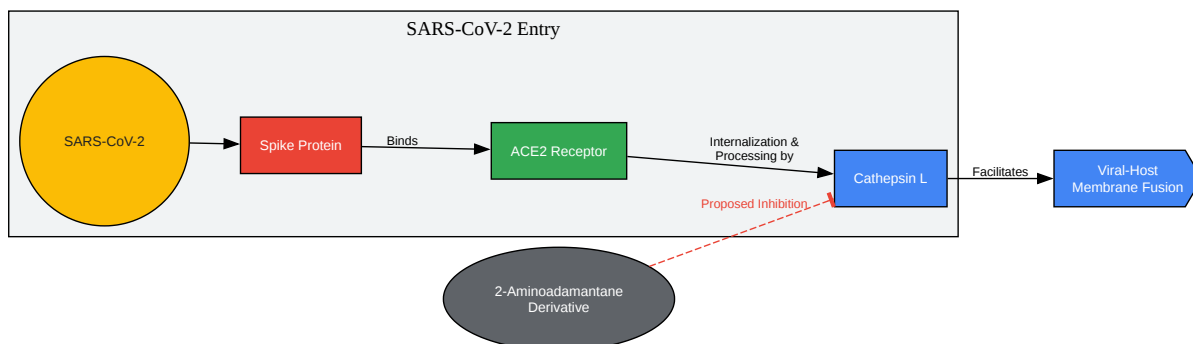 SARS-CoV-2 Entry
SARS-CoV-2
Spike Protein
Binds
ACE2 Receptor
Internalization &
Processing by
Cathepsin L
Facilitates
Viral-Host
Membrane Fusion
Proposed Inhibition
2-Aminoadamantane
Derivative